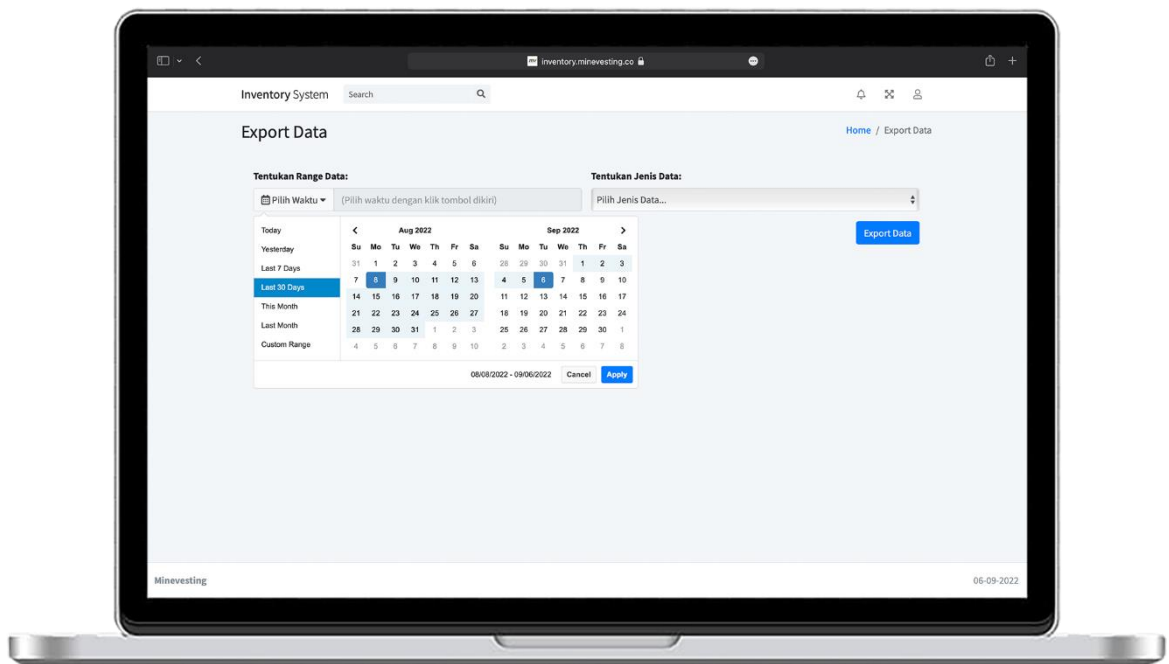 inventory.minevesting.co
Inventory System Search
Export Data
Home / Export Data
Tentukan Range Data:
Tentukan Jenis Data:
Pilih Waktu (Pilih waktu dengan klik tombol dikiri)
Pilih Jenis Data...
Export Data
Today
Yesterday
Last 7 Days
Last 30 Days
This Month
Last Month
Custom Range
Aug 2022
Su Mo Tu We Th Fr Sa
31 1 2 3 4 5 6
7 8 9 10 11 12 13
14 15 16 17 18 19 20
21 22 23 24 25 26 27
28 29 30 31 1 2 3
4 5 6 7 8 9 10
Sep 2022
Su Mo Tu We Th Fr Sa
28 29 30 31 1 2 3
4 5 6 7 8 9 10
11 12 13 14 15 16 17
18 19 20 21 22 23 24
25 26 27 28 29 30 1
2 3 4 5 6 7 8
08/08/2022 - 09/06/2022 Cancel Apply
Minevesting
06-09-2022